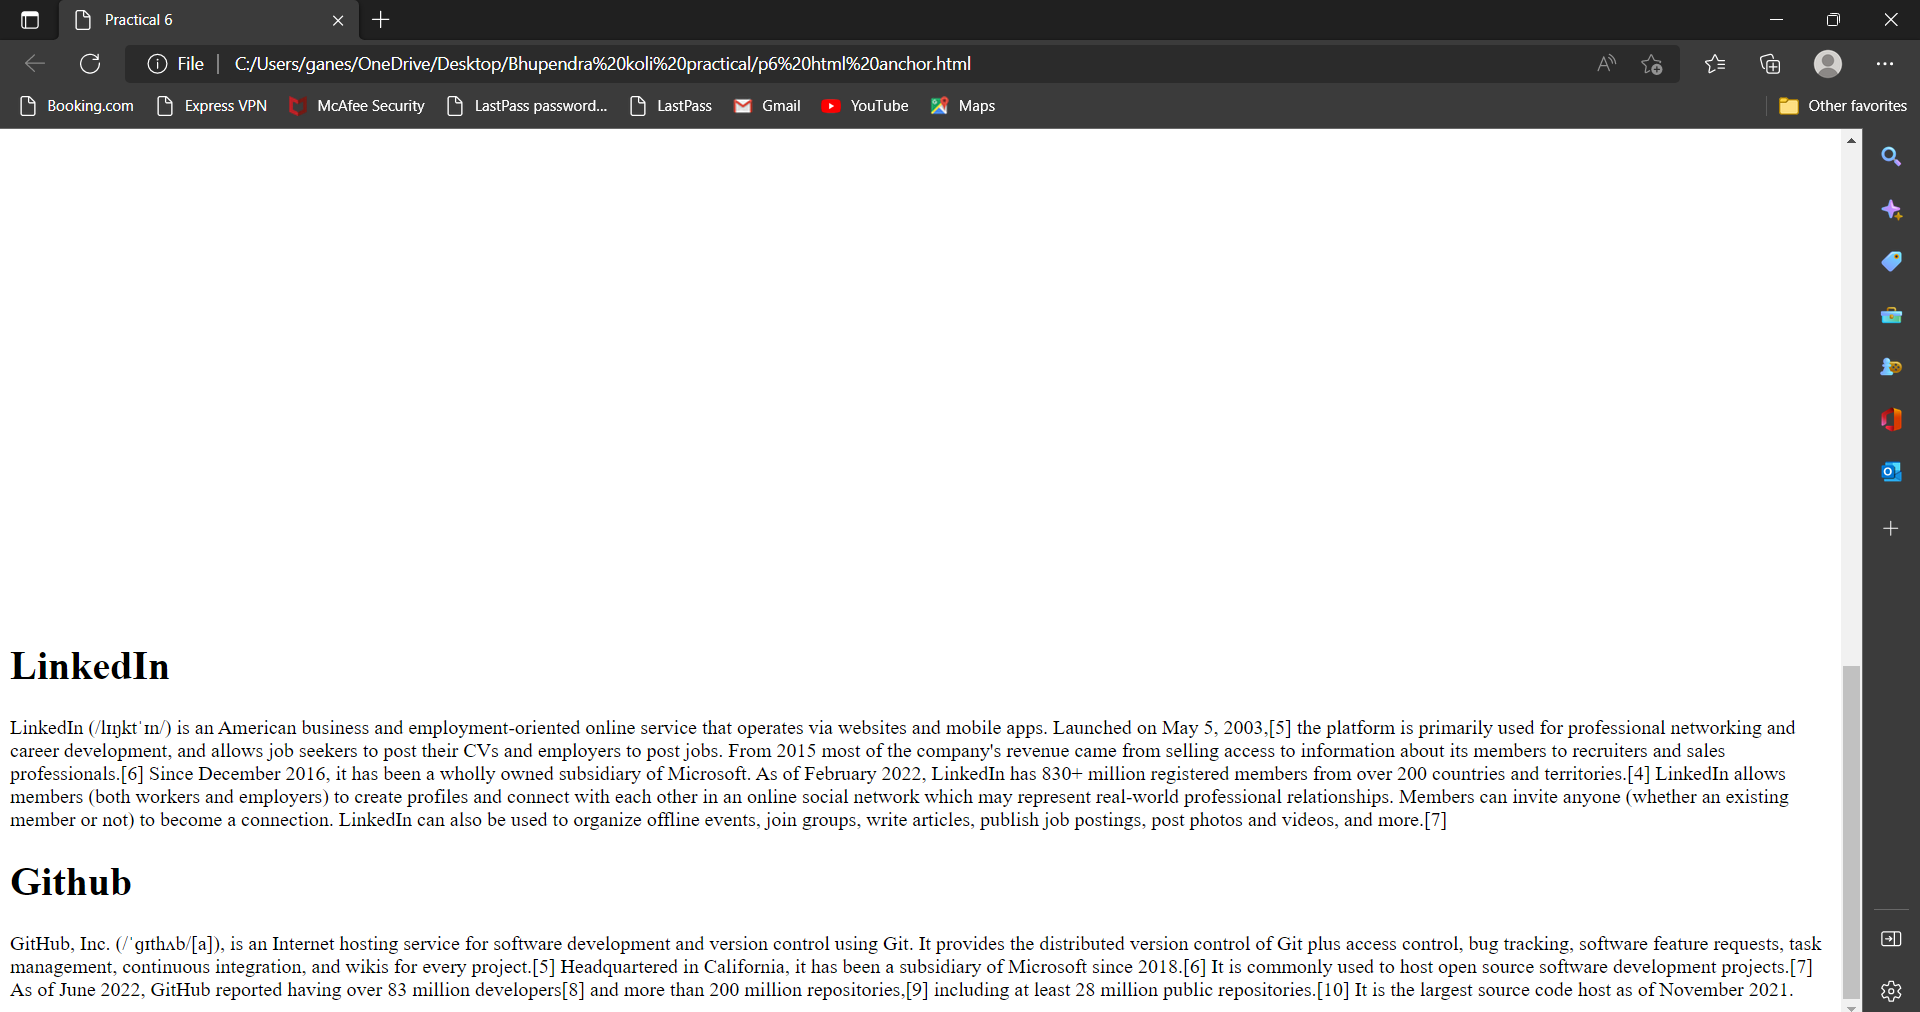 Practical 6
File C:/Users/ganes/OneDrive/Desktop/Bhupendra%20koli%20practical/p6%20html%20anchor.html
Booking.com Express VPN McAfee Security LastPass password... LastPass Gmail YouTube Maps Other favorites
LinkedIn
LinkedIn (/lɪŋktˈɪn/) is an American business and employment-oriented online service that operates via websites and mobile apps. Launched on May 5, 2003,[5] the platform is primarily used for professional networking and
career development, and allows job seekers to post their CVs and employers to post jobs. From 2015 most of the company's revenue came from selling access to information about its members to recruiters and sales
professionals.[6] Since December 2016, it has been a wholly owned subsidiary of Microsoft. As of February 2022, LinkedIn has 830+ million registered members from over 200 countries and territories.[4] LinkedIn allows
members (both workers and employers) to create profiles and connect with each other in an online social network which may represent real-world professional relationships. Members can invite anyone (whether an existing
member or not) to become a connection. LinkedIn can also be used to organize offline events, join groups, write articles, publish job postings, post photos and videos, and more.[7]
Github
GitHub, Inc. (/ˈɡɪthʌb/[a]), is an Internet hosting service for software development and version control using Git. It provides the distributed version control of Git plus access control, bug tracking, software feature requests, task
management, continuous integration, and wikis for every project.[5] Headquartered in California, it has been a subsidiary of Microsoft since 2018.[6] It is commonly used to host open source software development projects.[7]
As of June 2022, GitHub reported having over 83 million developers[8] and more than 200 million repositories,[9] including at least 28 million public repositories.[10] It is the largest source code host as of November 2021.